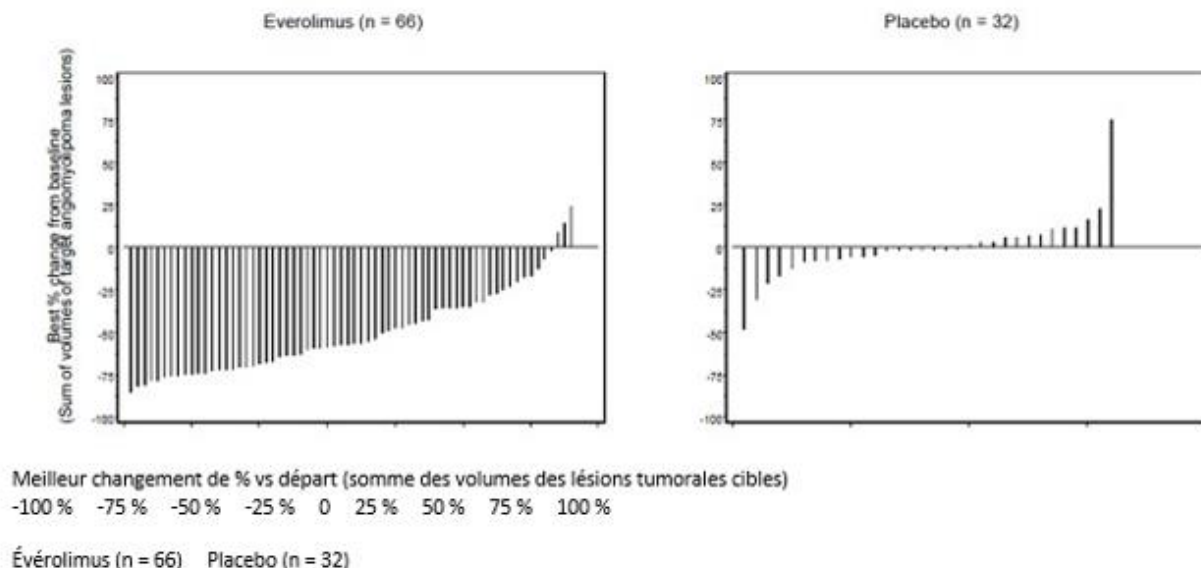 Everolimus (n = 66)
Placebo (n = 32)
Best % change from baseline
(Sum of volumes of target angiomyolipoma lesions)
100
75
50
25
0
-25
-50
-75
-100
100
75
50
25
0
-25
-50
-75
-100
Meilleur changement de % vs départ (somme des volumes des lésions tumorales cibles)
-100 % -75 % -50 % -25 % 0 25 % 50 % 75 % 100 %
Évérolimus (n = 66) Placebo (n = 32)